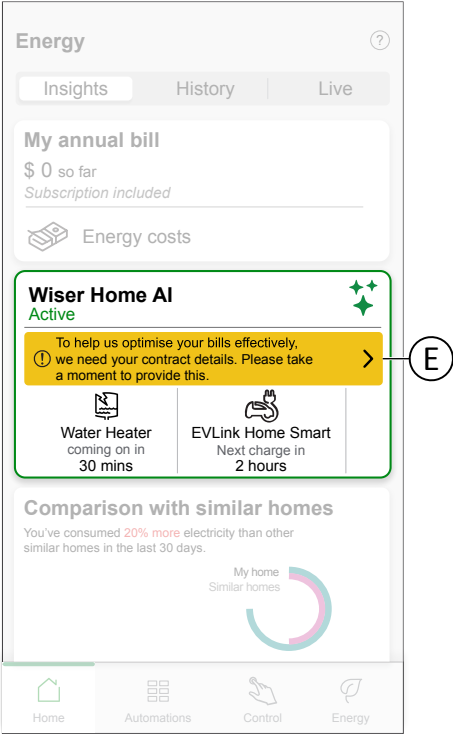 Energy
?
Insights
History
Live
My annual bill
$ 0 so far
Subscription included
Energy costs
Wiser Home AI
Active
To help us optimise your bills effectively,
we need your contract details. Please take
a moment to provide this.
E
Water Heater
coming on in
30 mins
EVLink Home Smart
Next charge in
2 hours
Comparison with similar homes
You've consumed 20% more electricity than other
similar homes in the last 30 days.
My home
Similar homes
Home
Automations
Control
Energy